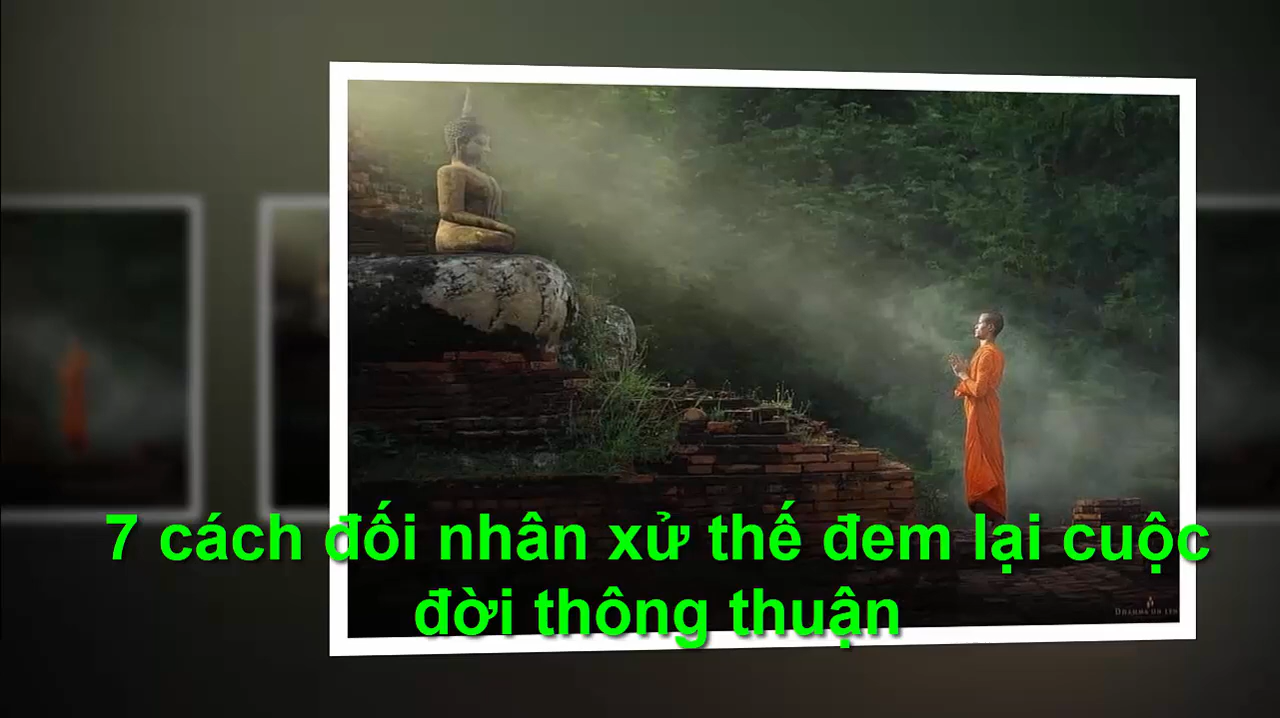 7 cách đối nhân xử thế đem lại cuộc
đời thông thuận